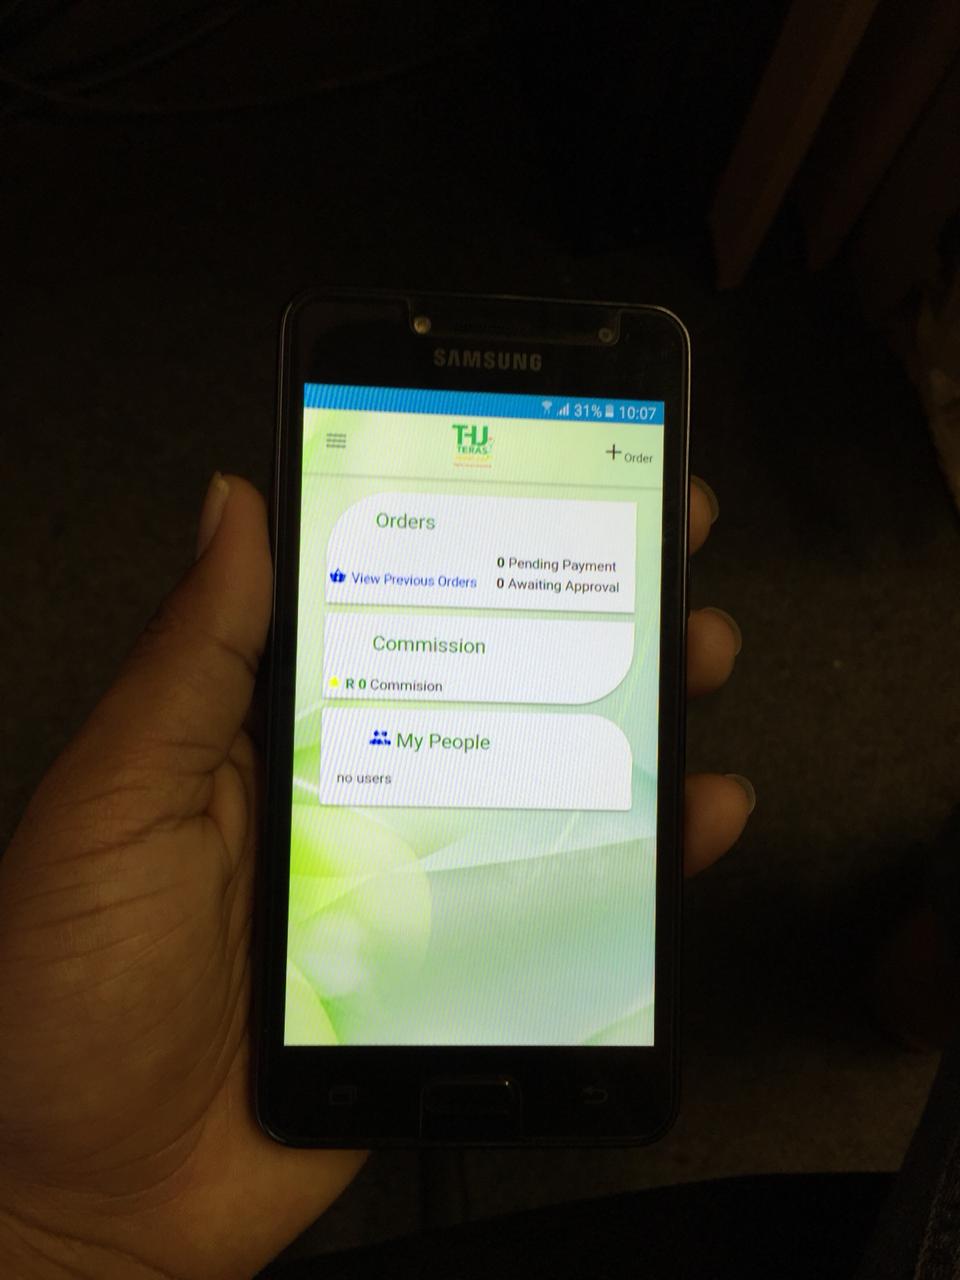 SAMSUNG
31% 10:07
THU
TERAS
+ Order
Orders
0 Pending Payment
View Previous Orders
0 Awaiting Approval
Commission
R 0 Commision
My People
no users